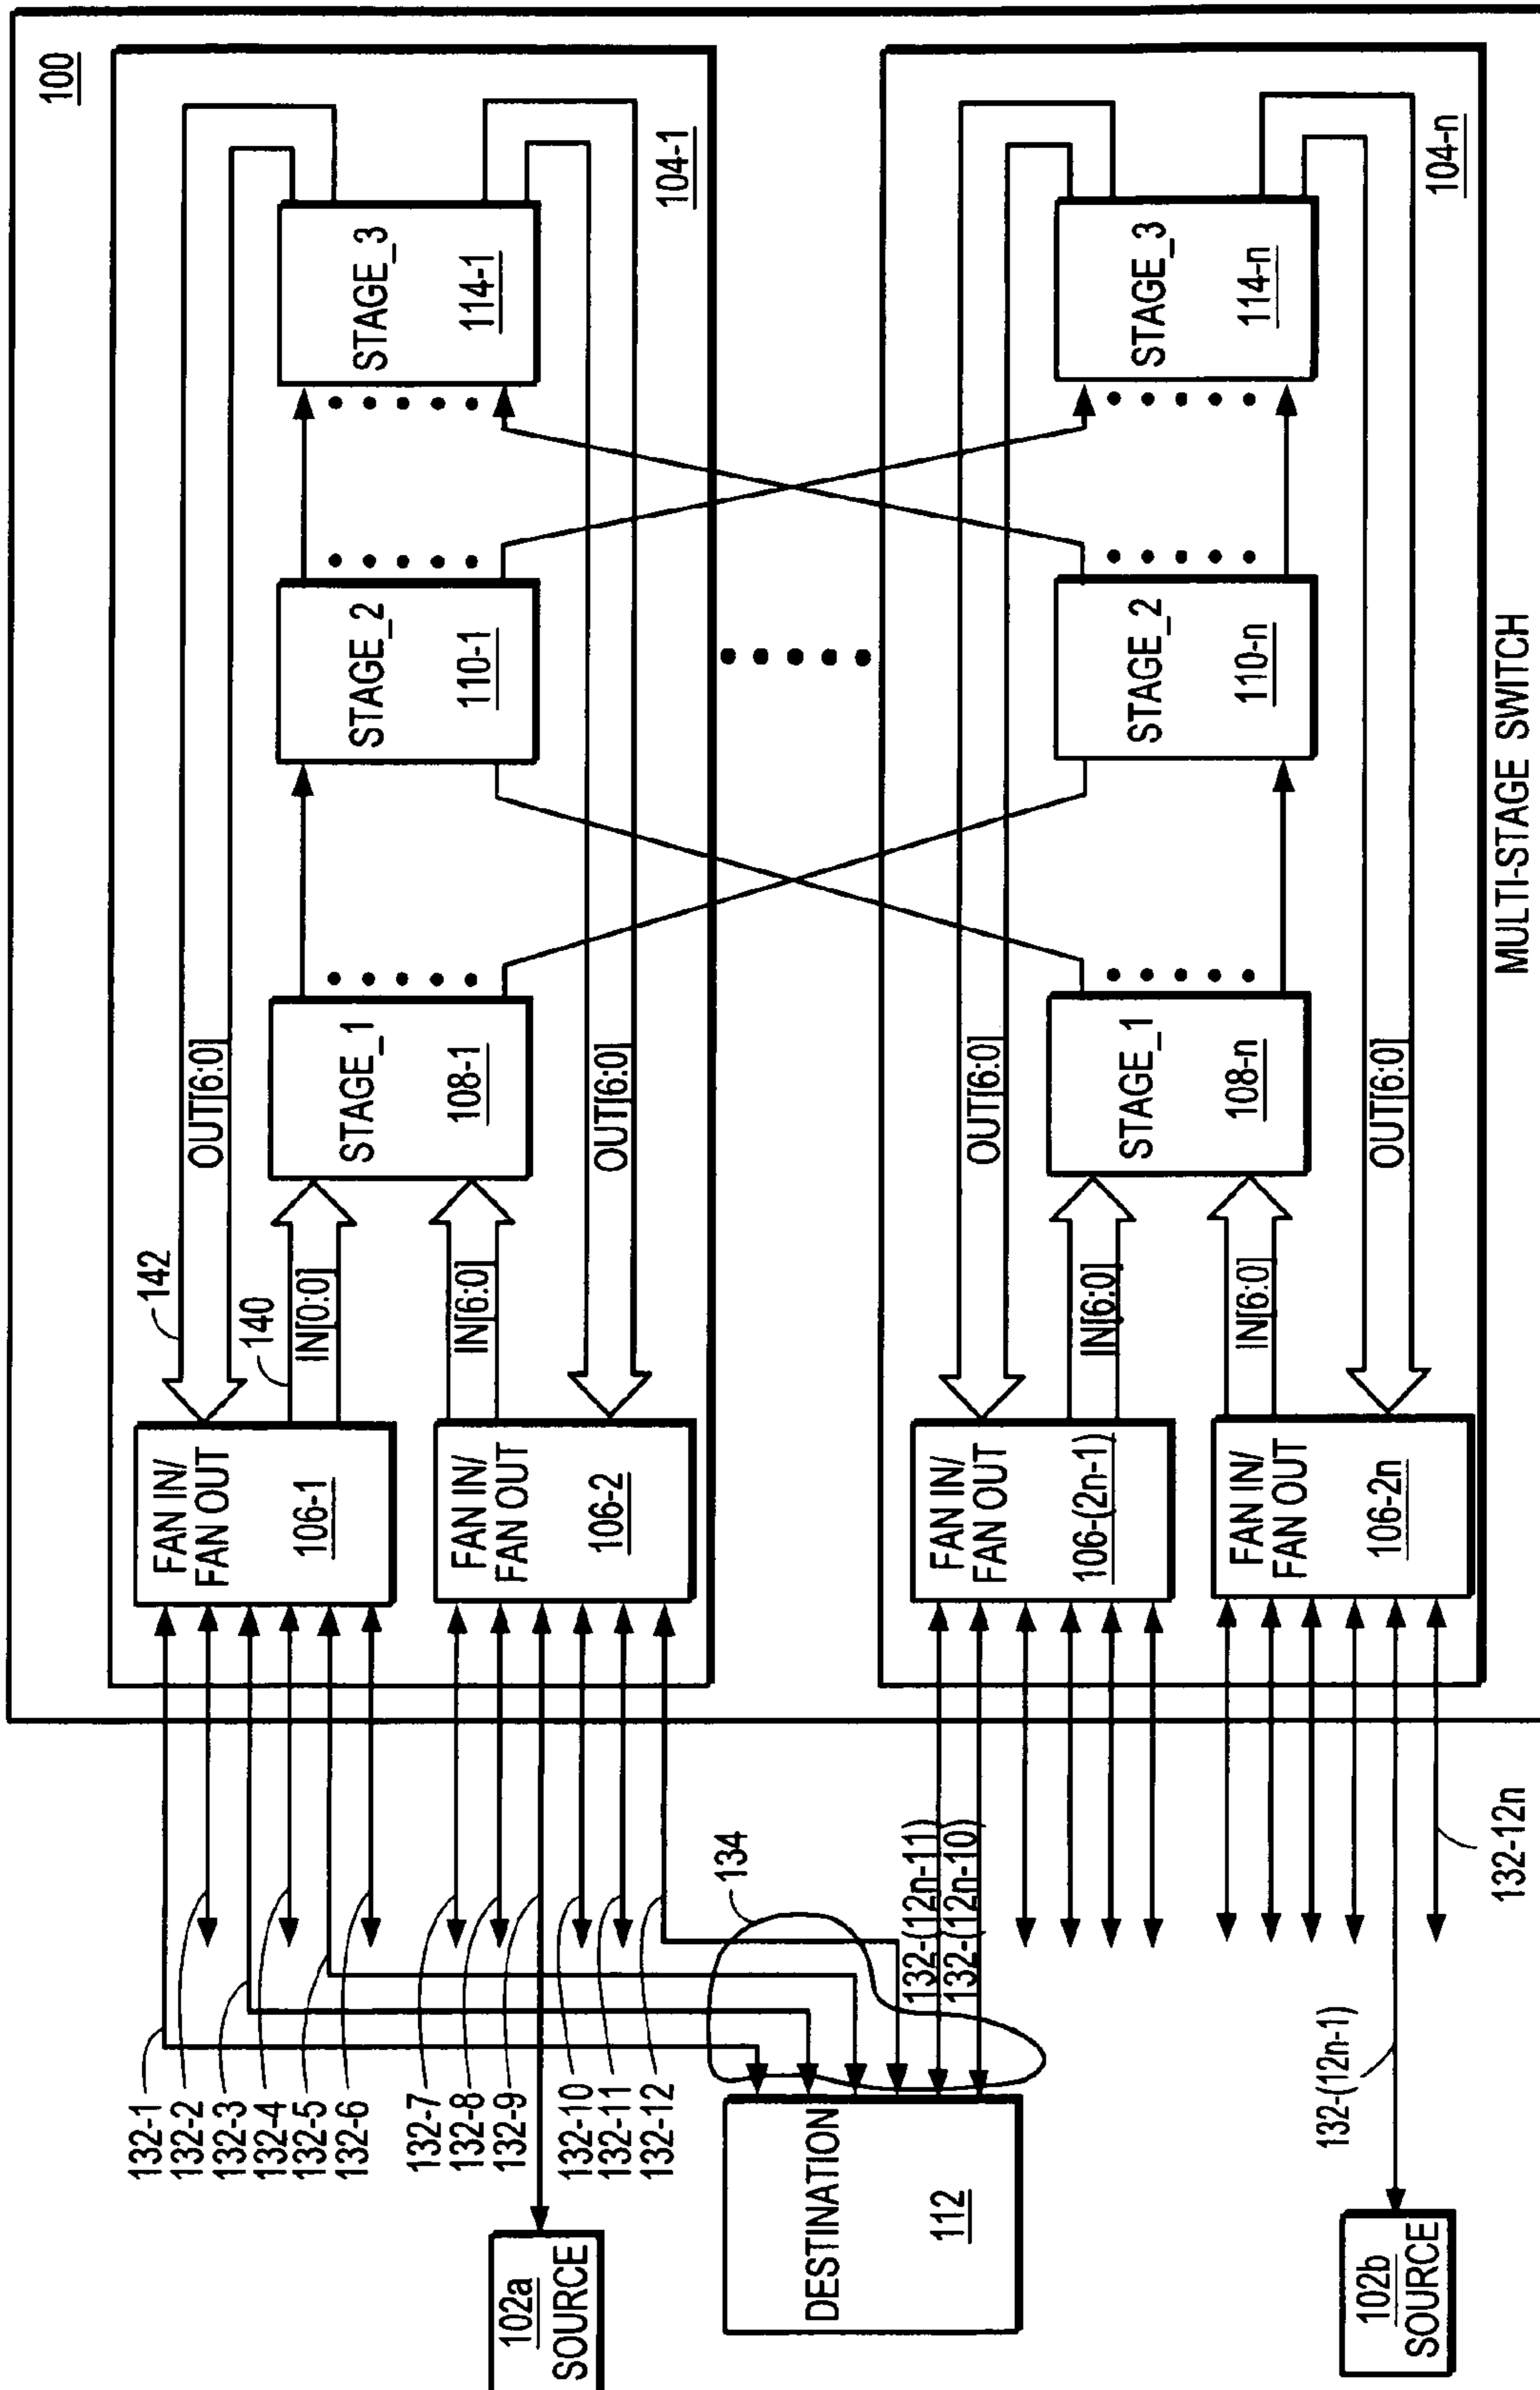 100
104-1
STAGE_3
114-1
STAGE_2
110-1
STAGE_1
108-1
OUT[6:0]
OUT[6:0]
142
140
IN[0:0]
IN[6:0]
FAN IN/
FAN OUT
106-1
FAN IN/
FAN OUT
106-2
104-n
STAGE_3
114-n
STAGE_2
110-n
STAGE_1
108-n
OUT[6:0]
OUT[6:0]
IN[6:0]
IN[6:0]
FAN IN/
FAN OUT
106-(2n-1)
FAN IN/
FAN OUT
106-2n
MULTI-STAGE SWITCH
132-1
132-2
132-3
132-4
132-5
132-6
132-7
132-8
132-9
132-10
132-11
132-12
134
132-(12n-11)
132-(12n-10)
132-(12n-1)
132-12n
102a
SOURCE
DESTINATION
112
102b
SOURCE